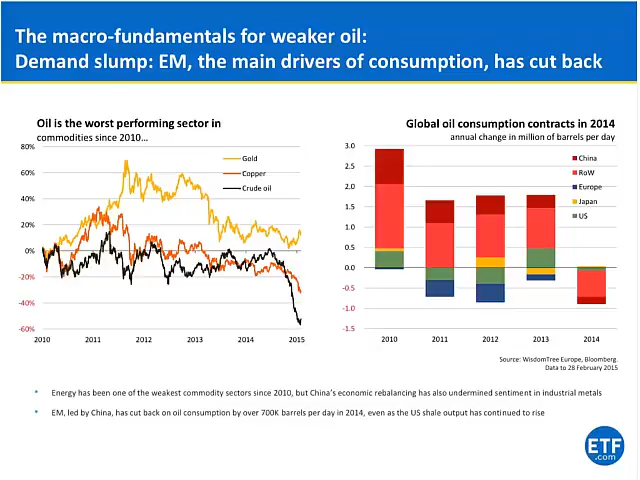 The macro-fundamentals for weaker oil:
Demand slump: EM, the main drivers of consumption, has cut back
Oil is the worst performing sector in
commodities since 2010…
80%
60%
40%
20%
0%
-20%
-40%
-60%
Gold
Copper
Crude oil
2010 2011 2012 2013 2014 2015
Global oil consumption contracts in 2014
annual change in million of barrels per day
3.0
2.5
2.0
1.5
1.0
0.5
0.0
-0.5
-1.0
-1.5
China
RoW
Europe
Japan
US
2010 2011 2012 2013 2014
Source: WisdomTree Europe, Bloomberg.
Data to 28 February 2015
• Energy has been one of the weakest commodity sectors since 2010, but China’s economic rebalancing has also undermined sentiment in industrial metals
• EM, led by China, has cut back on oil consumption by over 700K barrels per day in 2014, even as the US shale output has continued to rise
ETF
.com